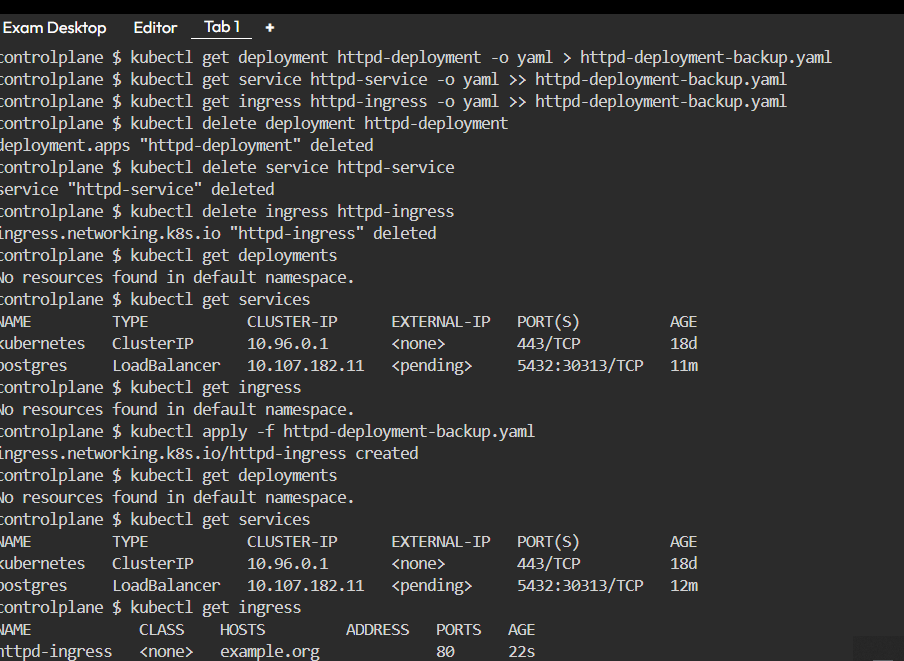 Exam Desktop Editor Tab 1 +
controlplane $ kubectl get deployment httpd-deployment -o yaml > httpd-deployment-backup.yaml
controlplane $ kubectl get service httpd-service -o yaml >> httpd-deployment-backup.yaml
controlplane $ kubectl get ingress httpd-ingress -o yaml >> httpd-deployment-backup.yaml
controlplane $ kubectl delete deployment httpd-deployment
deployment.apps "httpd-deployment" deleted
controlplane $ kubectl delete service httpd-service
service "httpd-service" deleted
controlplane $ kubectl delete ingress httpd-ingress
ingress.networking.k8s.io "httpd-ingress" deleted
controlplane $ kubectl get deployments
No resources found in default namespace.
controlplane $ kubectl get services
NAME TYPE CLUSTER-IP EXTERNAL-IP PORT(S) AGE
kubernetes ClusterIP 10.96.0.1 <none> 443/TCP 18d
postgres LoadBalancer 10.107.182.11 <pending> 5432:30313/TCP 11m
controlplane $ kubectl get ingress
No resources found in default namespace.
controlplane $ kubectl apply -f httpd-deployment-backup.yaml
ingress.networking.k8s.io/httpd-ingress created
controlplane $ kubectl get deployments
No resources found in default namespace.
controlplane $ kubectl get services
NAME TYPE CLUSTER-IP EXTERNAL-IP PORT(S) AGE
kubernetes ClusterIP 10.96.0.1 <none> 443/TCP 18d
postgres LoadBalancer 10.107.182.11 <pending> 5432:30313/TCP 12m
controlplane $ kubectl get ingress
NAME CLASS HOSTS ADDRESS PORTS AGE
httpd-ingress <none> example.org 80 22s